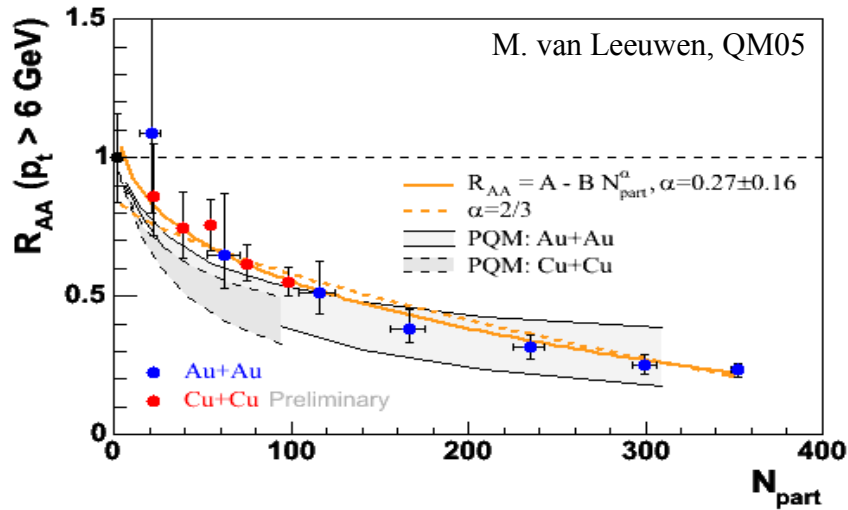 M. van Leeuwen, QM05
R_AA (p_t > 6 GeV)
1.5
1
0.5
0
R_AA = A - B N_part^α, α=0.27±0.16
α=2/3
PQM: Au+Au
PQM: Cu+Cu
Au+Au
Cu+Cu Preliminary
0 100 200 300 400
N_part